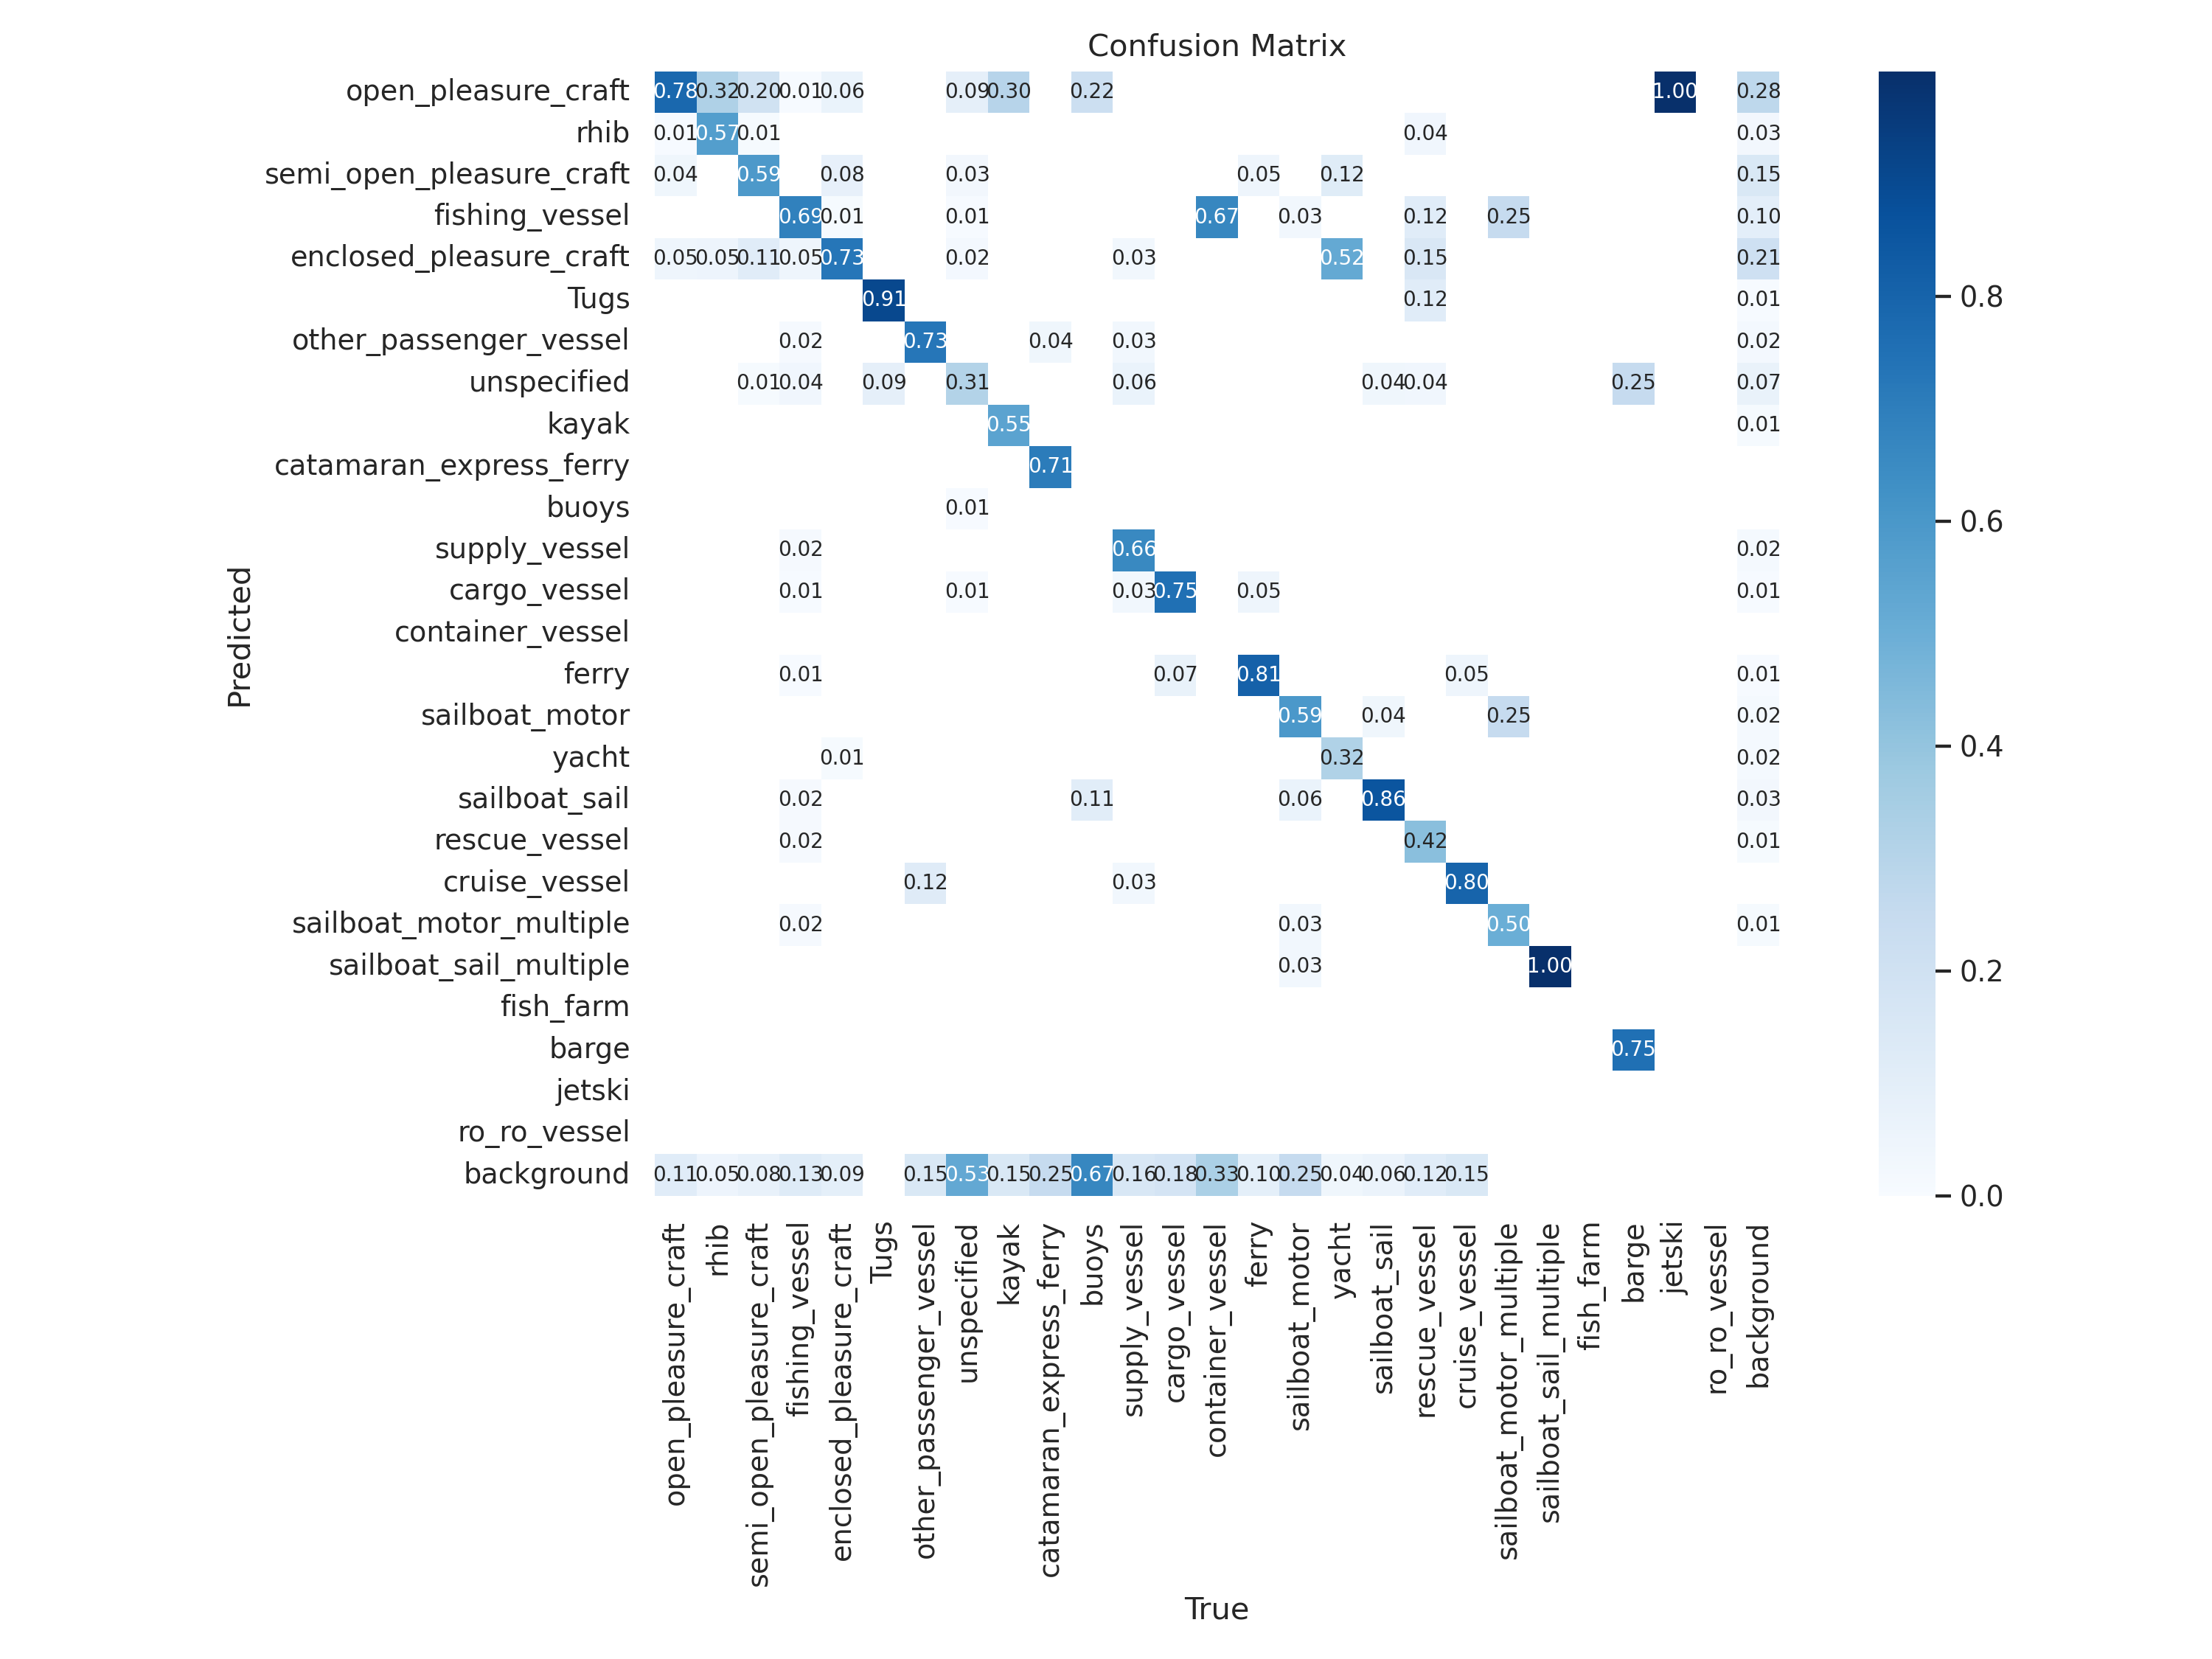 Confusion Matrix
open_pleasure_craft 0.78 0.32 0.20 0.01 0.06 0.09 0.30 0.22 1.00 0.28
rhib 0.01 0.57 0.01 0.04 0.03
semi_open_pleasure_craft 0.04 0.59 0.08 0.03 0.05 0.12 0.15
fishing_vessel 0.69 0.01 0.01 0.67 0.03 0.12 0.25 0.10
enclosed_pleasure_craft 0.05 0.05 0.11 0.05 0.73 0.02 0.03 0.52 0.15 0.21
Tugs 0.91 0.12 0.01
other_passenger_vessel 0.02 0.73 0.04 0.03 0.02
unspecified 0.01 0.04 0.09 0.31 0.06 0.04 0.04 0.25 0.07
kayak 0.55 0.01
catamaran_express_ferry 0.71
buoys 0.01
supply_vessel 0.02 0.66 0.02
cargo_vessel 0.01 0.01 0.03 0.75 0.05 0.01
container_vessel
ferry 0.01 0.07 0.81 0.05 0.01
sailboat_motor 0.59 0.04 0.25 0.02
yacht 0.01 0.32 0.02
sailboat_sail 0.02 0.11 0.06 0.86 0.03
rescue_vessel 0.02 0.42 0.01
cruise_vessel 0.12 0.03 0.80
sailboat_motor_multiple 0.02 0.03 0.50 0.01
sailboat_sail_multiple 0.03 1.00
fish_farm
barge 0.75
jetski
ro_ro_vessel
background 0.11 0.05 0.08 0.13 0.09 0.15 0.53 0.15 0.25 0.67 0.16 0.18 0.33 0.10 0.25 0.04 0.06 0.12 0.15
Predicted
open_pleasure_craft
rhib
semi_open_pleasure_craft
fishing_vessel
enclosed_pleasure_craft
Tugs
other_passenger_vessel
unspecified
kayak
catamaran_express_ferry
buoys
supply_vessel
cargo_vessel
container_vessel
ferry
sailboat_motor
yacht
sailboat_sail
rescue_vessel
cruise_vessel
sailboat_motor_multiple
sailboat_sail_multiple
fish_farm
barge
jetski
ro_ro_vessel
background
True
0.8
0.6
0.4
0.2
0.0